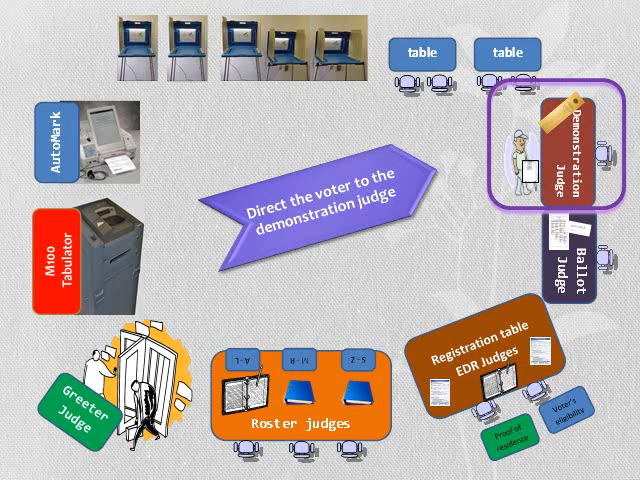 table
table
AutoMark
Demonstration
Judge
Direct the voter to the
demonstration judge
M100
Tabulator
Ballot
Judge
Registration table
EDR Judges
Greeter
Judge
A - L
M - R
S - Z
Roster judges
Voter's
eligibility
Proof of
residence